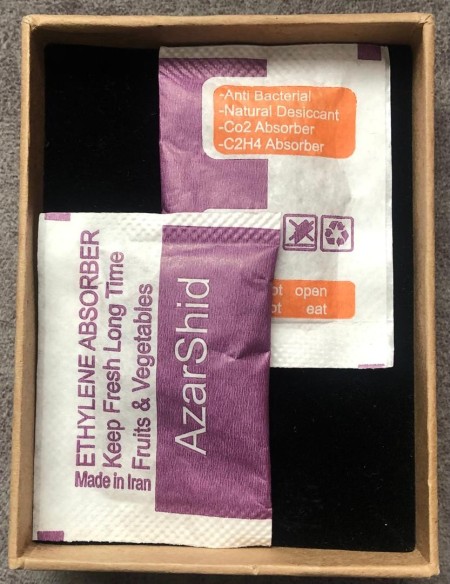 -Anti Bacterial
-Natural Desiccant
-Co2 Absorber
-C2H4 Absorber
open
eat
ETHYLENE ABSORBER
Keep Fresh Long Time
Fruits & Vegetables
Made in Iran
AzarShid